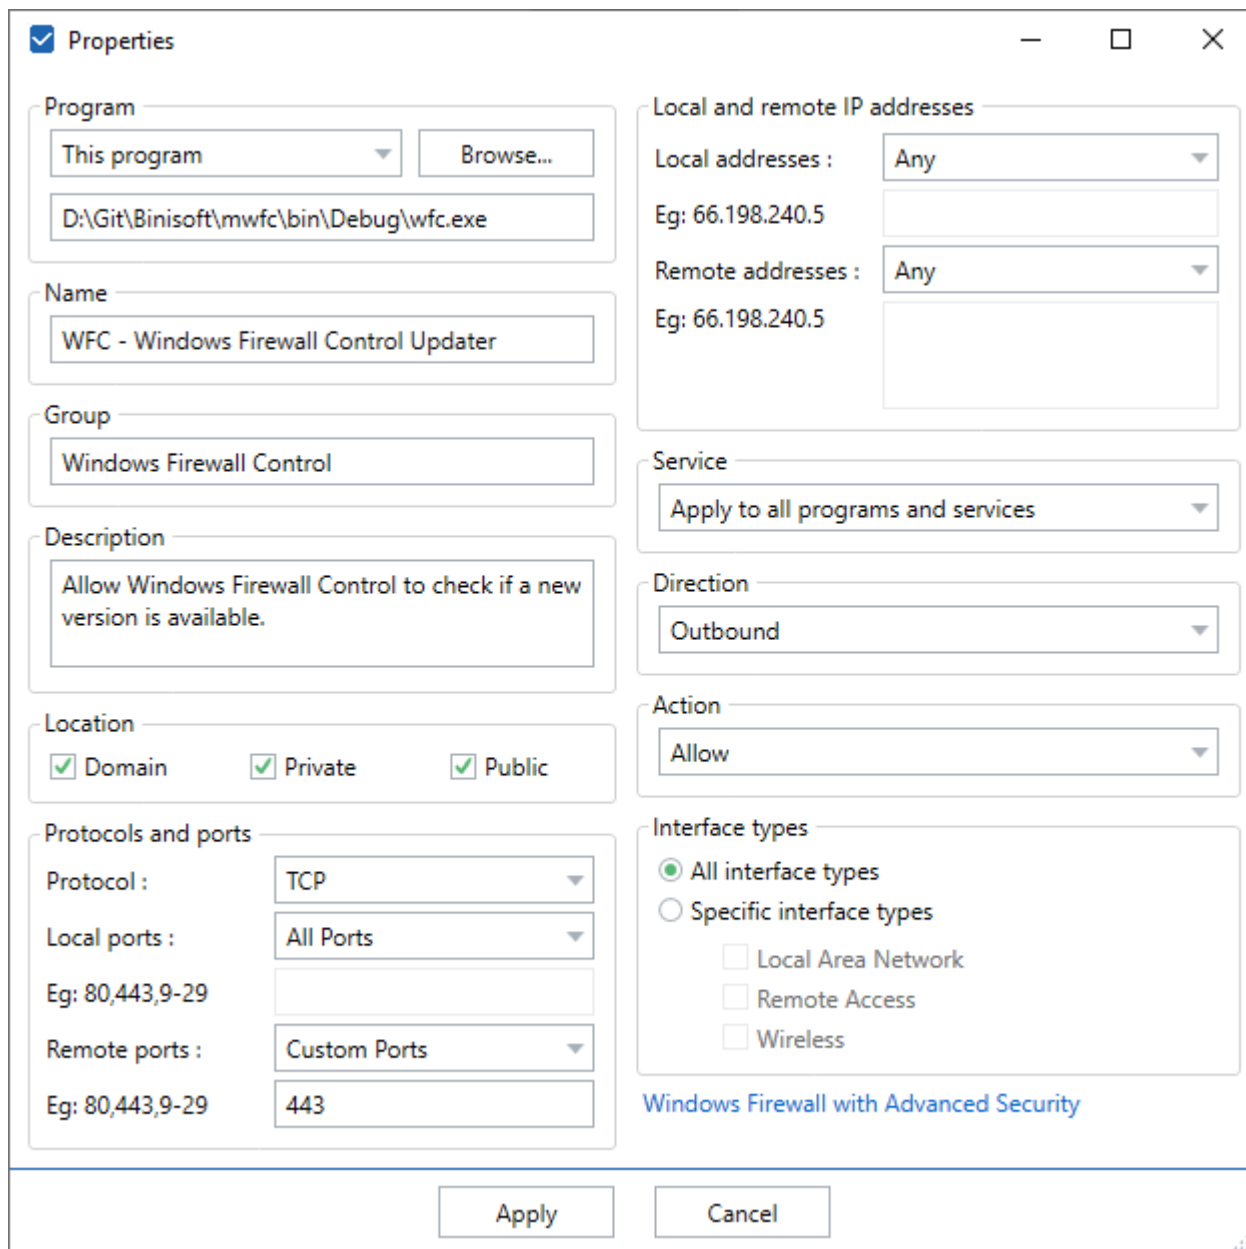 Properties
Program
This program
Browse...
D:\Git\Binisoft\mwfc\bin\Debug\wfc.exe
Name
WFC - Windows Firewall Control Updater
Group
Windows Firewall Control
Description
Allow Windows Firewall Control to check if a new
version is available.
Location
Domain
Private
Public
Protocols and ports
Protocol :
TCP
Local ports :
All Ports
Eg: 80,443,9-29
Remote ports :
Custom Ports
Eg: 80,443,9-29
443
Local and remote IP addresses
Local addresses :
Any
Eg: 66.198.240.5
Remote addresses :
Any
Eg: 66.198.240.5
Service
Apply to all programs and services
Direction
Outbound
Action
Allow
Interface types
All interface types
Specific interface types
Local Area Network
Remote Access
Wireless
Windows Firewall with Advanced Security
Apply
Cancel